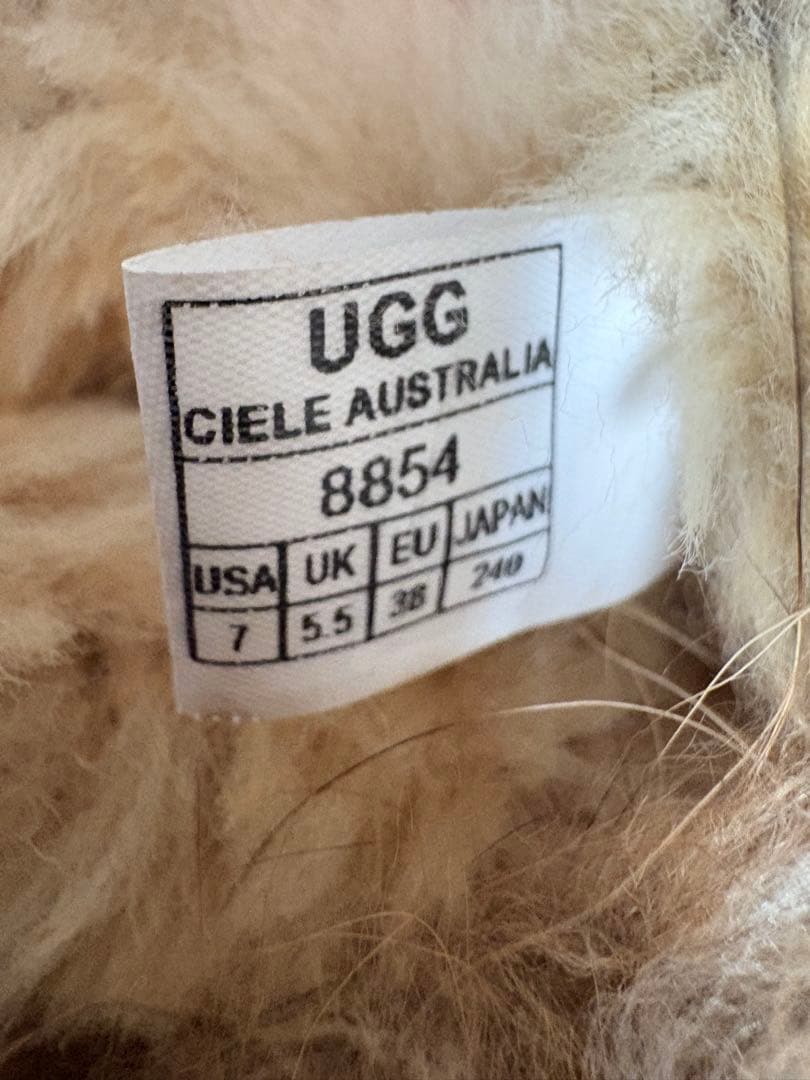 UGG
CIELE AUSTRALIA
8854
USA UK EU JAPAN
7 5.5 38 240